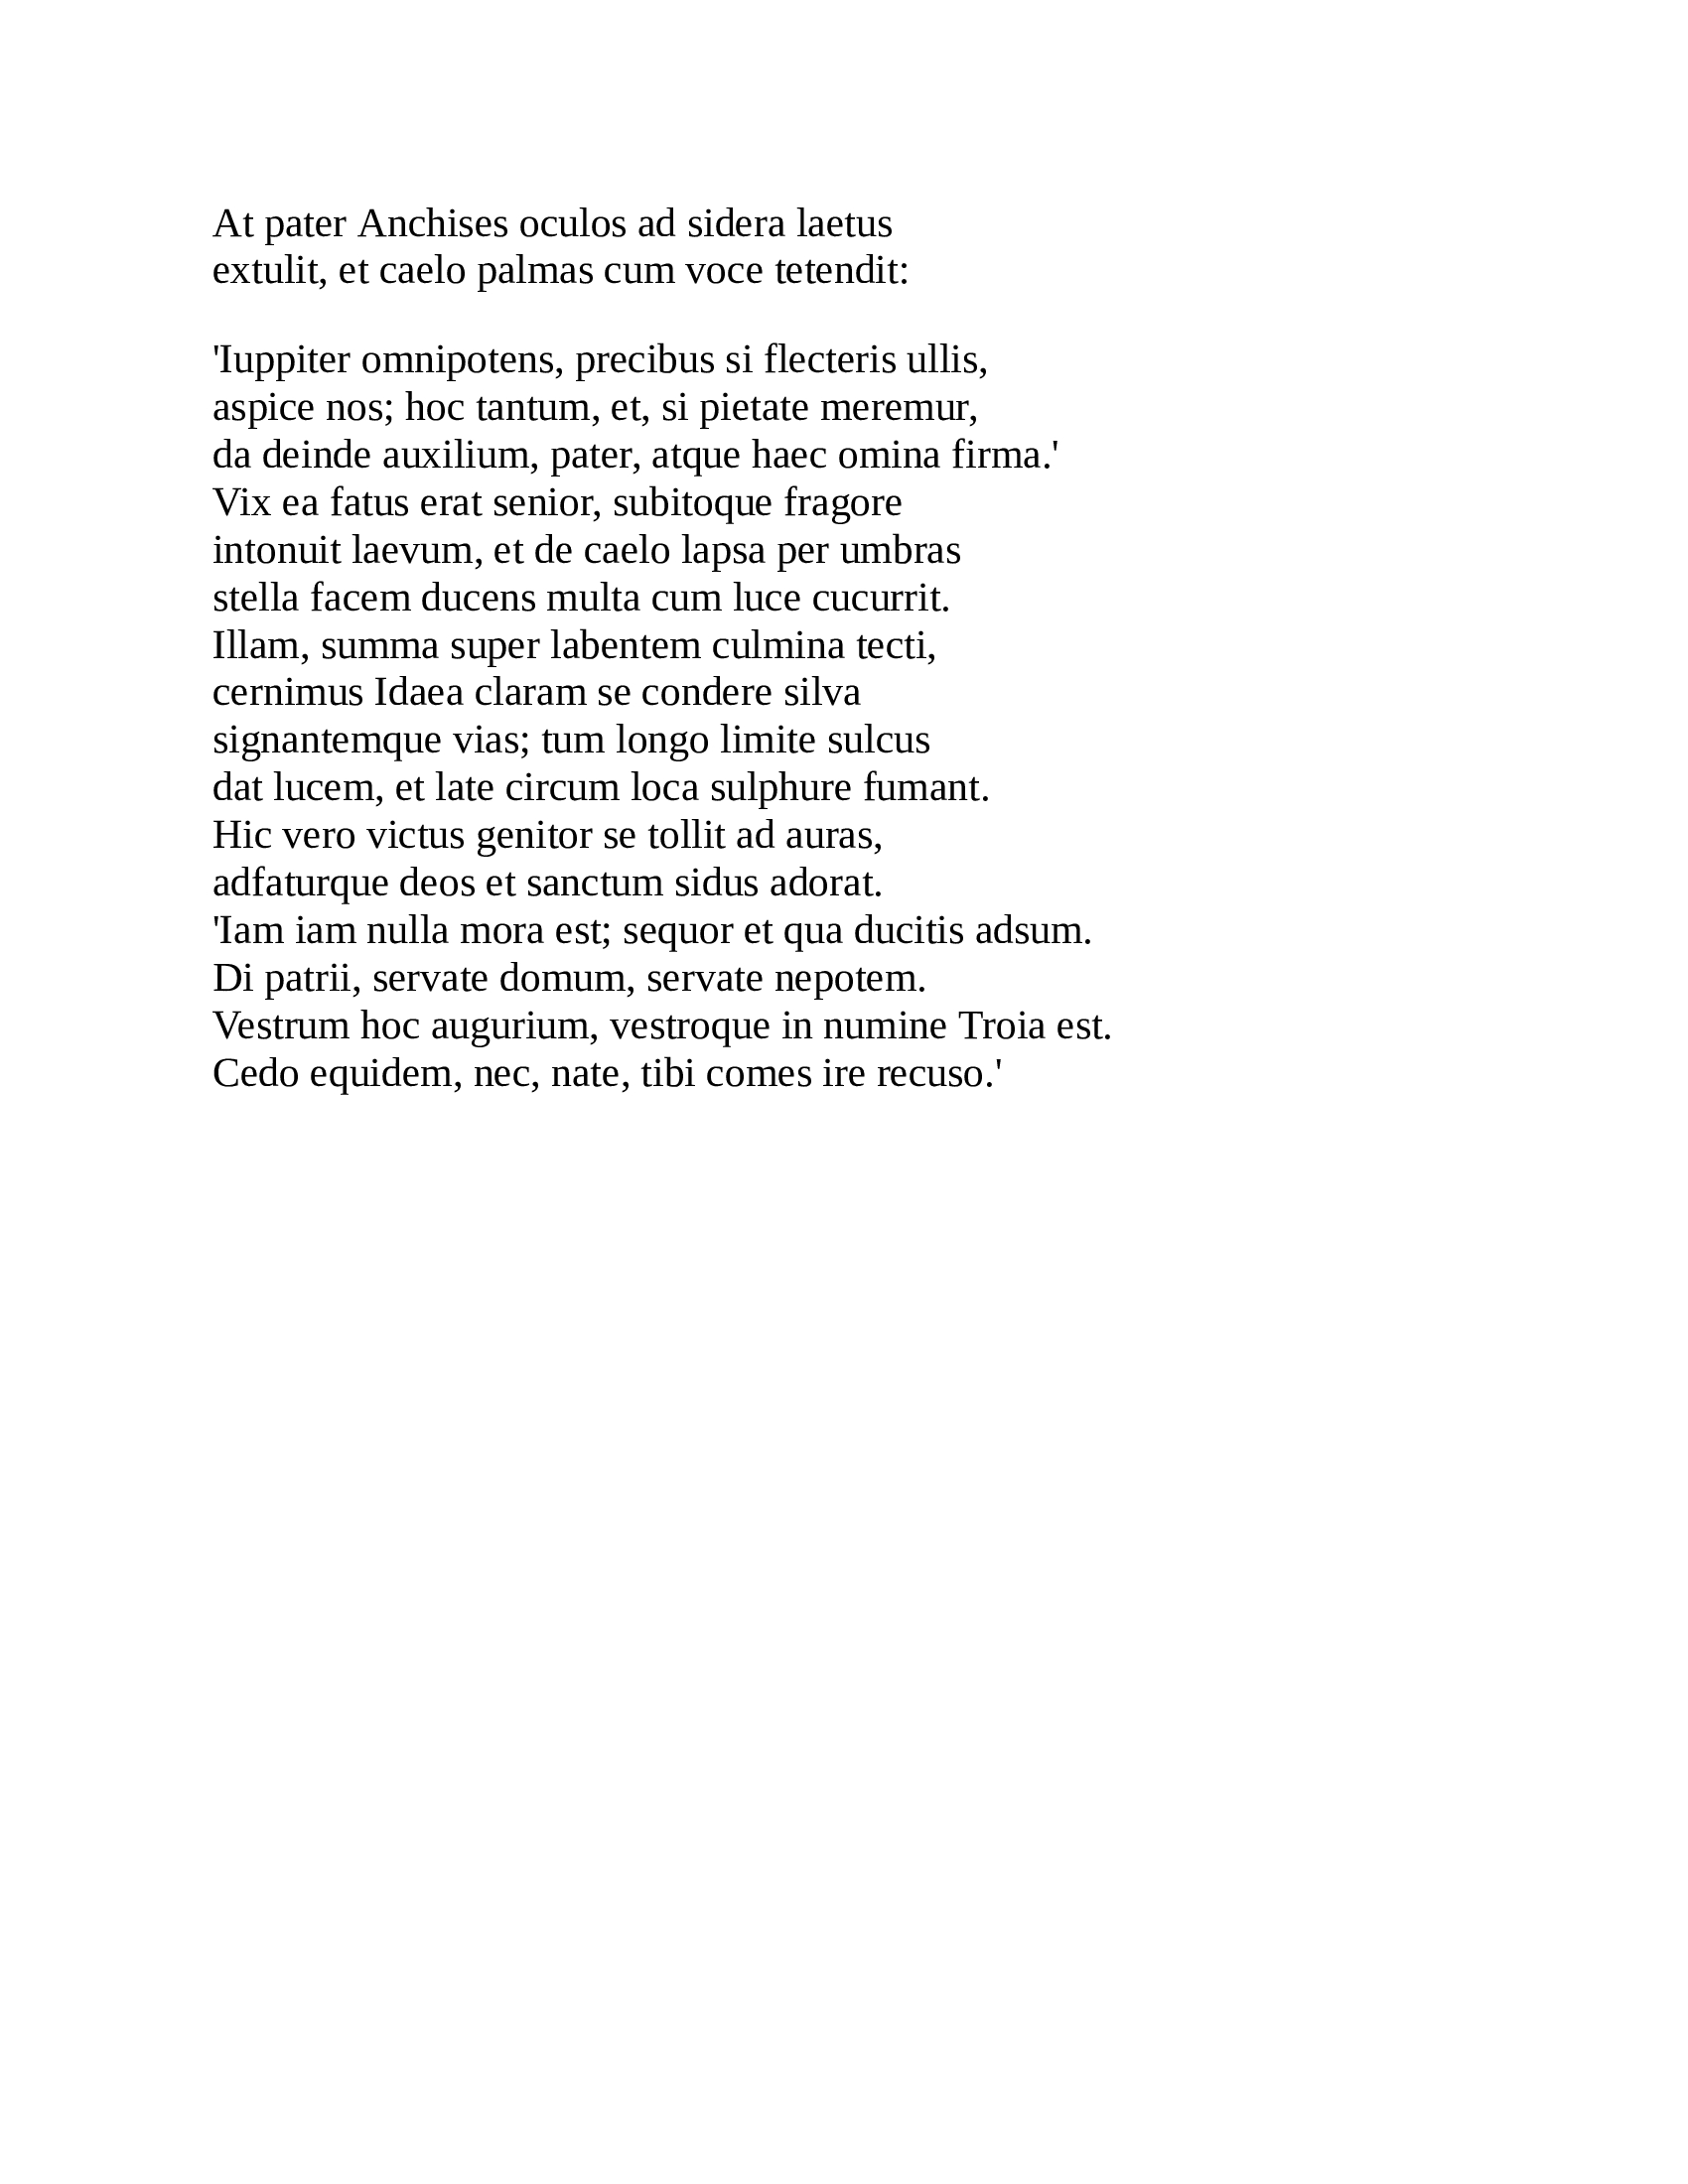 At pater Anchises oculos ad sidera laetus
extulit, et caelo palmas cum voce tetendit:
'Iuppiter omnipotens, precibus si flecteris ullis,
aspice nos; hoc tantum, et, si pietate meremur,
da deinde auxilium, pater, atque haec omina firma.'
Vix ea fatus erat senior, subitoque fragore
intonuit laevum, et de caelo lapsa per umbras
stella facem ducens multa cum luce cucurrit.
Illam, summa super labentem culmina tecti,
cernimus Idaea claram se condere silva
signantemque vias; tum longo limite sulcus
dat lucem, et late circum loca sulphure fumant.
Hic vero victus genitor se tollit ad auras,
adfaturque deos et sanctum sidus adorat.
'Iam iam nulla mora est; sequor et qua ducitis adsum.
Di patrii, servate domum, servate nepotem.
Vestrum hoc augurium, vestroque in numine Troia est.
Cedo equidem, nec, nate, tibi comes ire recuso.'